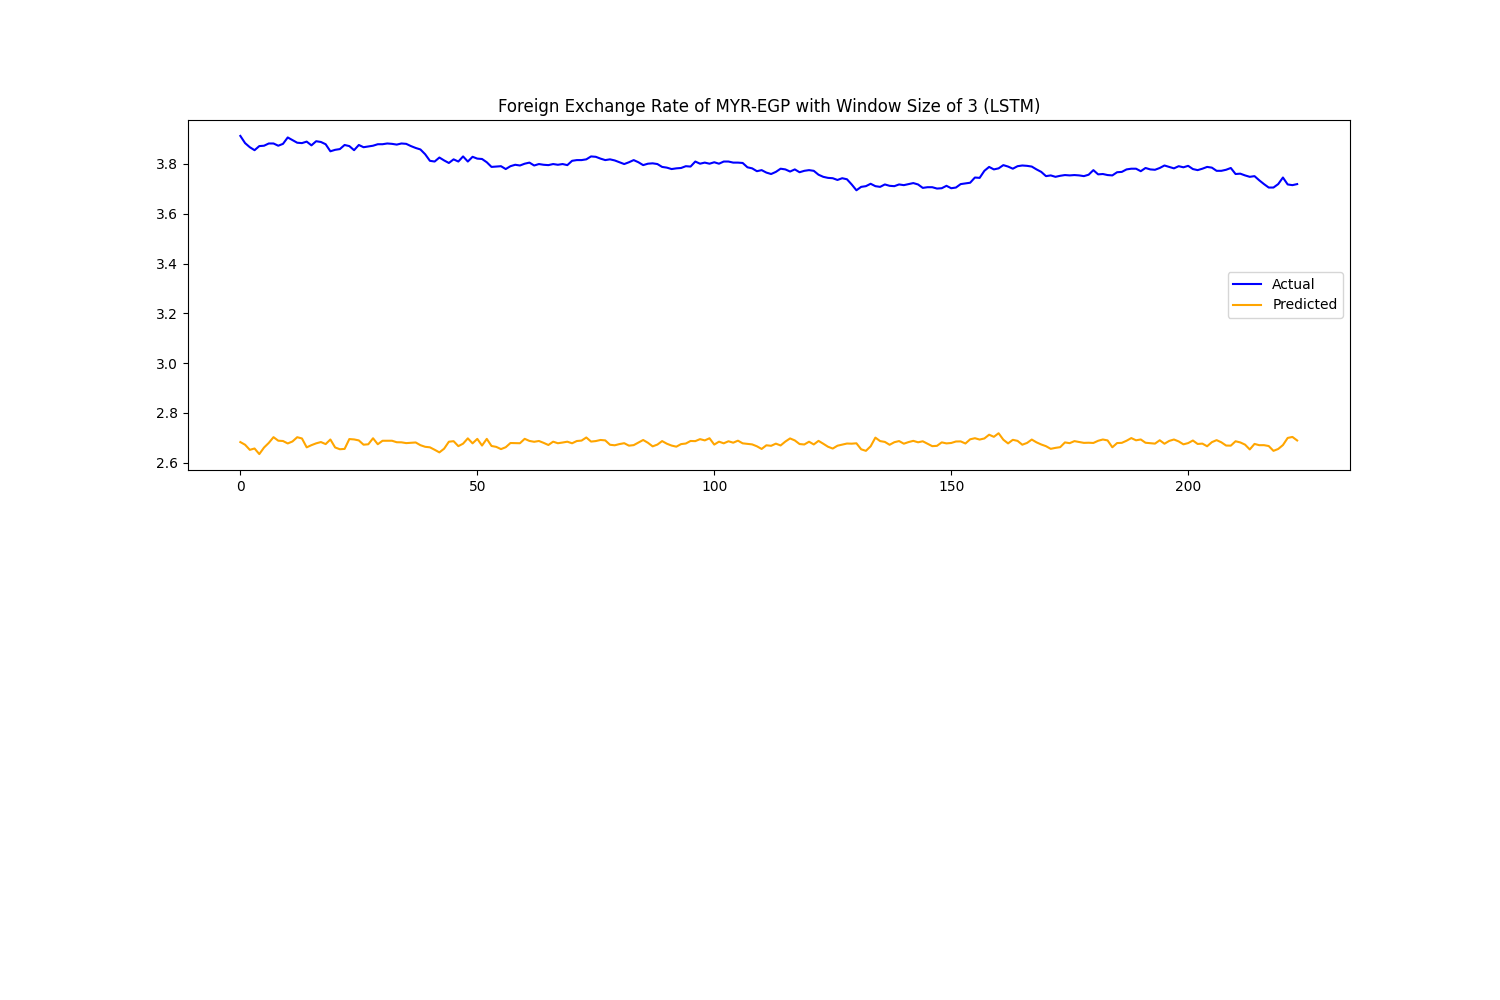 Foreign Exchange Rate of MYR-EGP with Window Size of 3 (LSTM)
3.8
3.6
3.4
3.2
3.0
2.8
2.6
Actual
Predicted
0 50 100 150 200